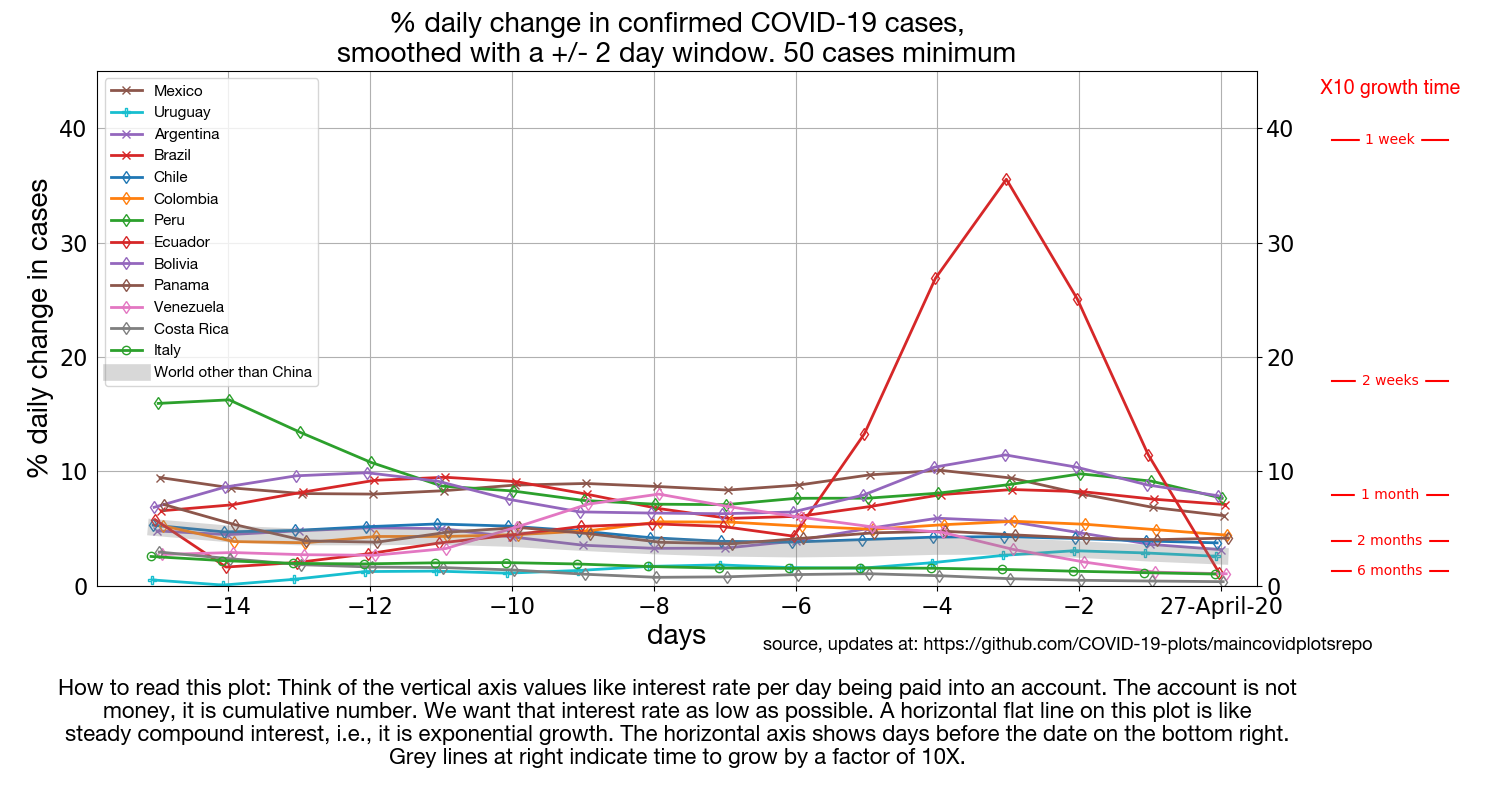 % daily change in confirmed COVID-19 cases,
smoothed with a +/- 2 day window. 50 cases minimum
% daily change in cases
40
30
20
10
0
Mexico
Uruguay
Argentina
Brazil
Chile
Colombia
Peru
Ecuador
Bolivia
Panama
Venezuela
Costa Rica
Italy
World other than China
40
30
20
10
0
X10 growth time
1 week
2 weeks
1 month
2 months
6 months
−14 −12 −10 −8 −6 −4 −2 27-April-20
days
source, updates at: https://github.com/COVID-19-plots/maincovidplotsrepo
How to read this plot: Think of the vertical axis values like interest rate per day being paid into an account. The account is not
money, it is cumulative number. We want that interest rate as low as possible. A horizontal flat line on this plot is like
steady compound interest, i.e., it is exponential growth. The horizontal axis shows days before the date on the bottom right.
Grey lines at right indicate time to grow by a factor of 10X.